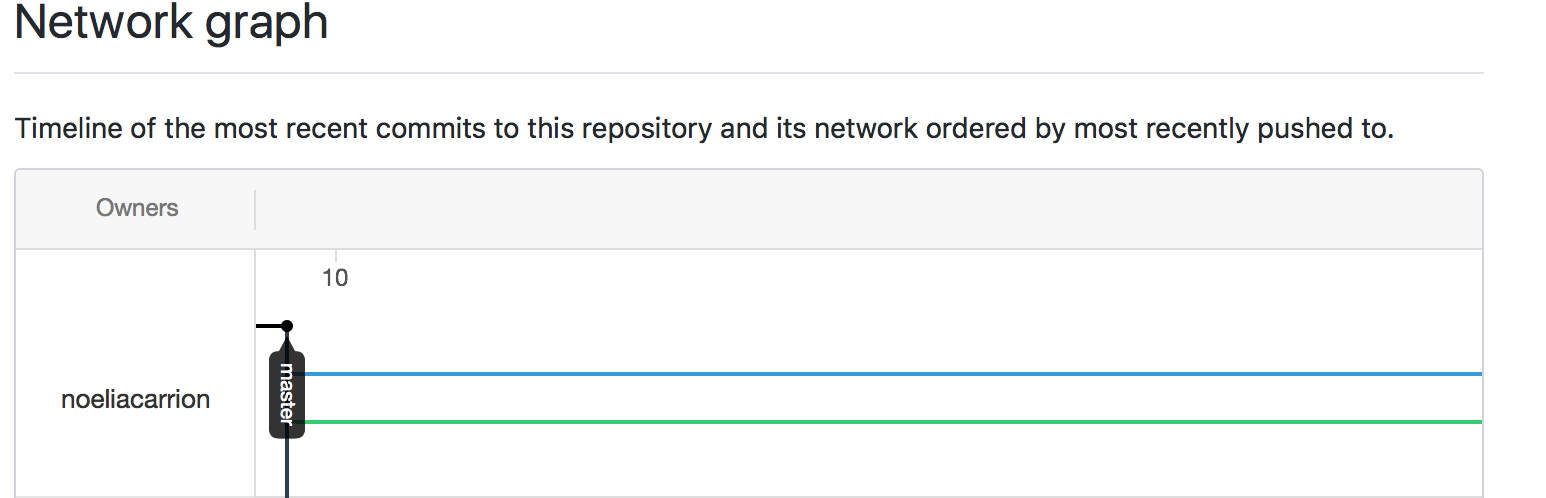 Network graph
Timeline of the most recent commits to this repository and its network ordered by most recently pushed to.
Owners
10
master
noeliacarrion